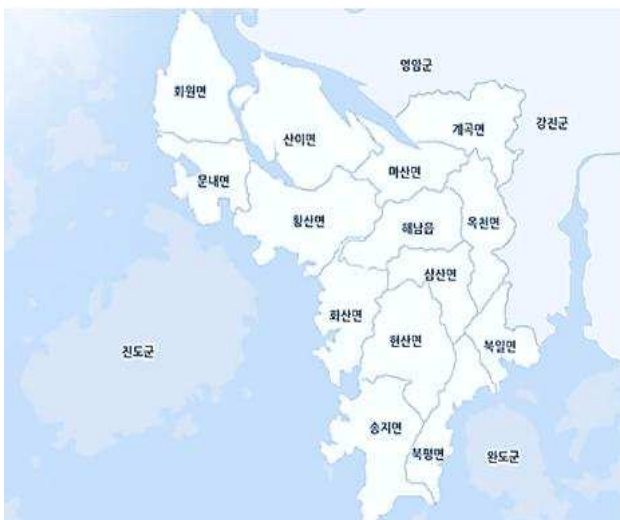 영암군
회원면
강진군
계곡면
산이면
마산면
문내면
황산면
해남읍
옥천면
삼산면
화산면
현산면
북일면
진도군
송지면
북평면
완도군